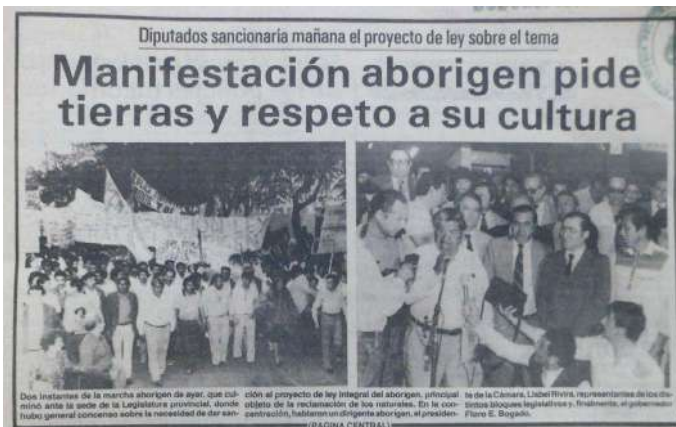 Diputados sancionaría mañana el proyecto de ley sobre el tema
Manifestación aborigen pide
tierras y respeto a su cultura
Dos instantes de la marcha aborigen de ayer, que cul-
minó ante la sede de la Legislatura provincial, donde
hubo general concenso sobre la necesidad de dar san-
ción al proyecto de ley integral del aborigen, principal
objeto de la reclamación de los naturales. En la con-
centración, hablaron un dirigente aborigen, el presiden-
te de la Cámara, Lisbel Rivira, representantes de los dis-
tintos bloques legislativos y, finalmente, el gobernador
Floro E. Bogado.
(PAGINA CENTRAL)